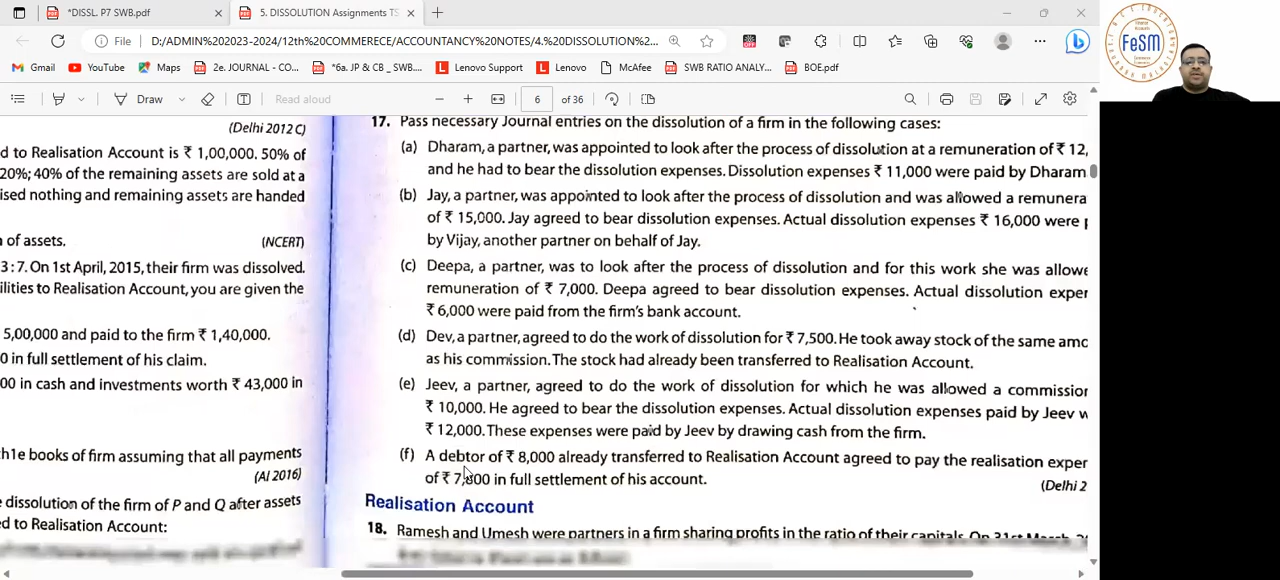 *DISSL. P7 SWB.pdf
5. DISSOLUTION Assignments TS
File
D:/ADMIN%202023-2024/12th%20COMMERECE/ACCOUNTANCE%20NOTES/4.%20DISSOLUTION%2...
Gmail YouTube Maps 2e. JOURNAL - CO... *6a. JP & CB _ SWB.... Lenovo Support Lenovo McAfee SWB RATIO ANALY... BOE.pdf
Draw Read aloud 6 of 36
FeSM
(Delhi 2012 C)
d to Realisation Account is ₹ 1,00,000. 50% of
20%; 40% of the remaining assets are sold at a
ised nothing and remaining assets are handed
of assets.
(NCERT)
3 : 7. On 1st April, 2015, their firm was dissolved.
ilities to Realisation Account, you are given the
5,00,000 and paid to the firm ₹ 1,40,000.
0 in full settlement of his claim.
00 in cash and investments worth ₹ 43,000 in
h1e books of firm assuming that all payments
(AI 2016)
e dissolution of the firm of P and Q after assets
ed to Realisation Account:
17. Pass necessary Journal entries on the dissolution of a firm in the following cases:
(a) Dharam, a partner, was appointed to look after the process of dissolution at a remuneration of ₹ 12,
and he had to bear the dissolution expenses. Dissolution expenses ₹ 11,000 were paid by Dharam
(b) Jay, a partner, was appointed to look after the process of dissolution and was allowed a remunera
of ₹ 15,000. Jay agreed to bear dissolution expenses. Actual dissolution expenses ₹ 16,000 were p
by Vijay, another partner on behalf of Jay.
(c) Deepa, a partner, was to look after the process of dissolution and for this work she was allowe
remuneration of ₹ 7,000. Deepa agreed to bear dissolution expenses. Actual dissolution exper
₹ 6,000 were paid from the firm's bank account.
(d) Dev, a partner, agreed to do the work of dissolution for ₹ 7,500. He took away stock of the same amo
as his commission. The stock had already been transferred to Realisation Account.
(e) Jeev, a partner, agreed to do the work of dissolution for which he was allowed a commission
₹ 10,000. He agreed to bear the dissolution expenses. Actual dissolution expenses paid by Jeev w
₹ 12,000. These expenses were paid by Jeev by drawing cash from the firm.
(f) A debtor of ₹ 8,000 already transferred to Realisation Account agreed to pay the realisation exper
of ₹ 7,800 in full settlement of his account.
(Delhi 2
Realisation Account
18. Ramesh and Umesh were partners in a firm sharing profits in the ratio of their capitals. On 31st March, 2